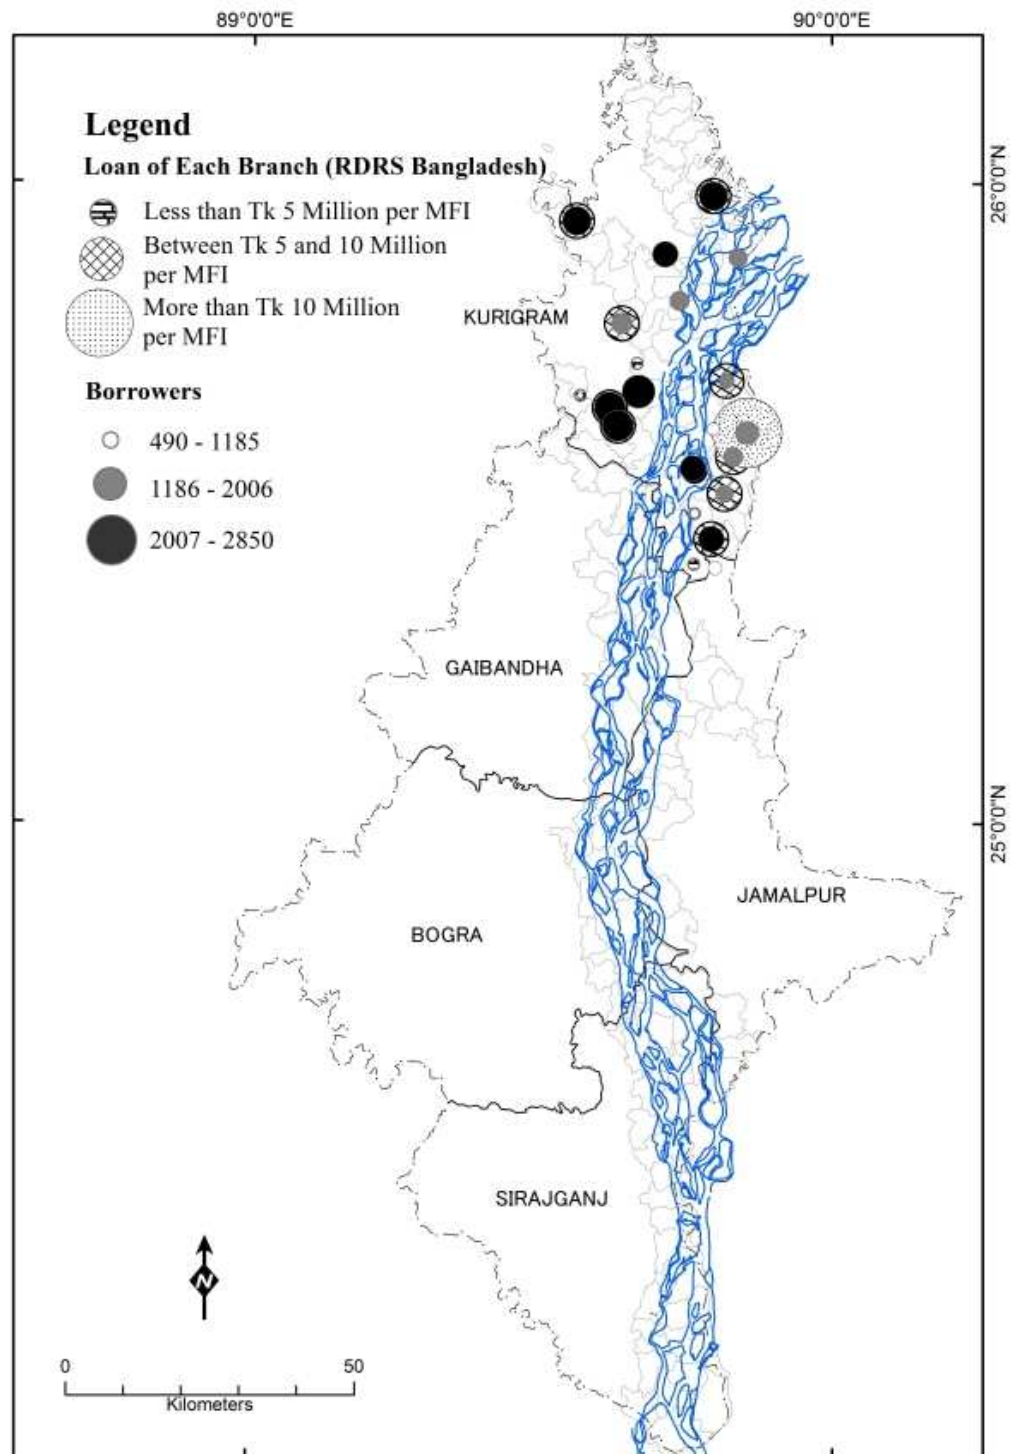 89°0'0"E
90°0'0"E
Legend
Loan of Each Branch (RDRS Bangladesh)
Less than Tk 5 Million per MFI
Between Tk 5 and 10 Million
per MFI
More than Tk 10 Million
per MFI
Borrowers
490 - 1185
1186 - 2006
2007 - 2850
26°0'0"N
KURIGRAM
GAIBANDHA
25°0'0"N
JAMALPUR
BOGRA
SIRAJGANJ
N
0
50
Kilometers